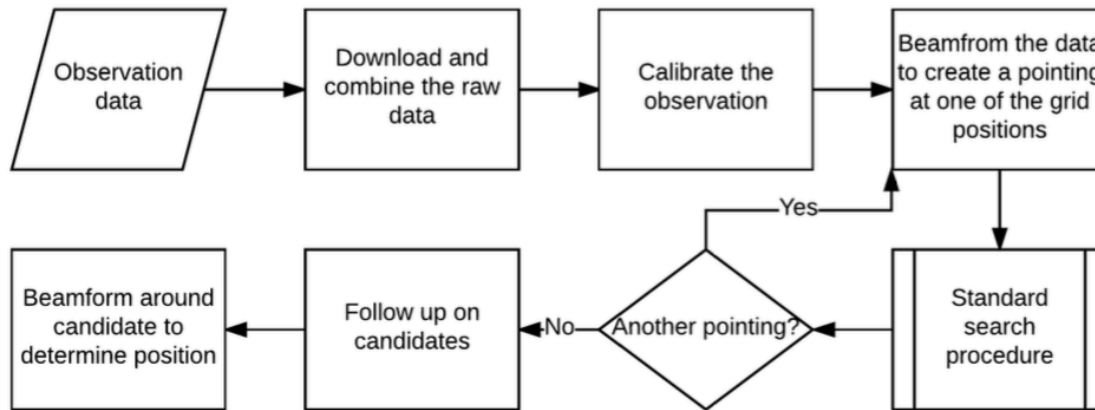 Observation
data
Download and
combine the raw
data
Calibrate the
observation
Beamfrom the data
to create a pointing
at one of the grid
positions
Yes
Beamform around
candidate to
determine position
Follow up on
candidates
No
Another pointing?
Standard
search
procedure